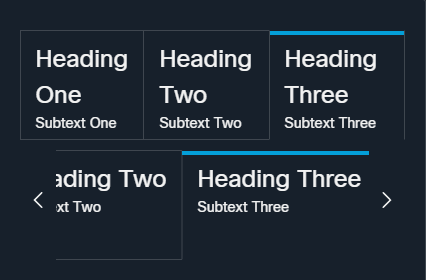 Heading
One
Subtext One
Heading
Two
Subtext Two
Heading
Three
Subtext Three
ading Two
xt Two
Heading Three
Subtext Three